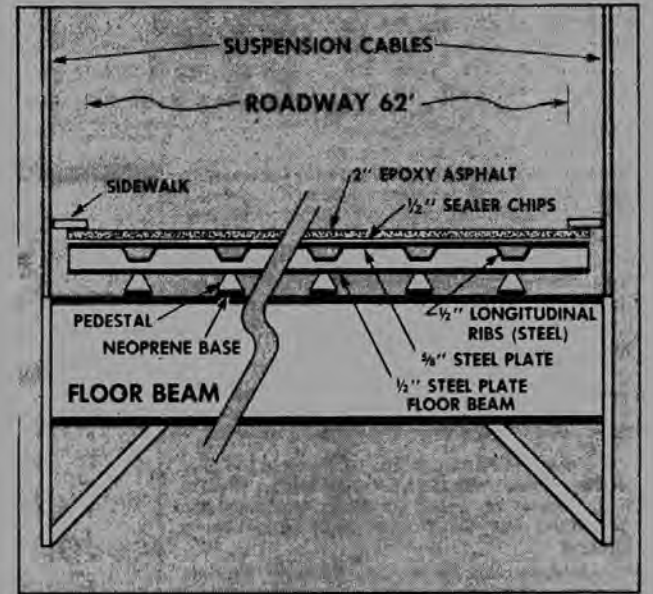 SUSPENSION CABLES
ROADWAY 62'
SIDEWALK
2" EPOXY ASPHALT
½" SEALER CHIPS
PEDESTAL
NEOPRENE BASE
½" LONGITUDINAL
RIBS (STEEL)
⅝" STEEL PLATE
½" STEEL PLATE
FLOOR BEAM
FLOOR BEAM